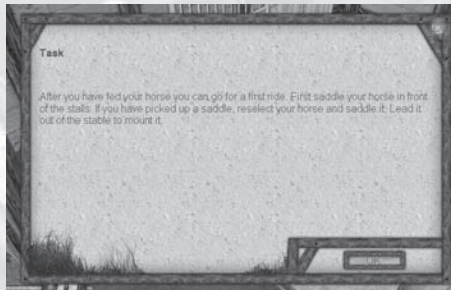 Task
After you have fed your horse you can go for a first ride. First saddle your horse in front
of the stalls. If you have picked up a saddle, reselect your horse and saddle it. Lead it
out of the stable to mount it.
OK